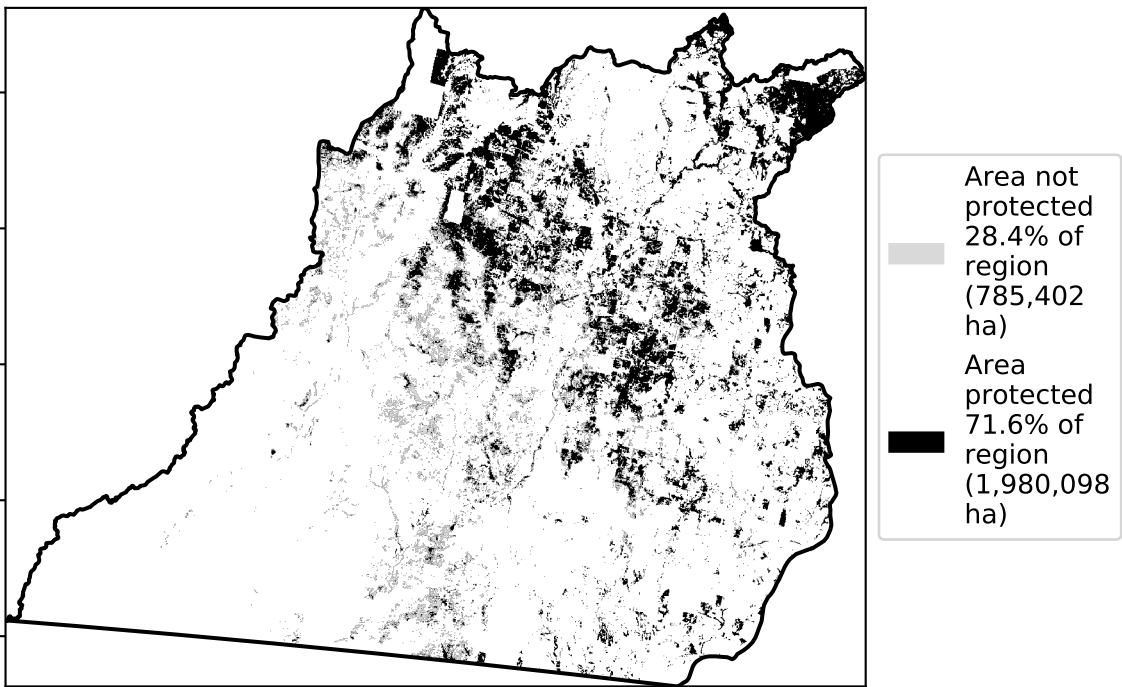 Area not
protected
28.4% of
region
(785,402
ha)
Area
protected
71.6% of
region
(1,980,098
ha)